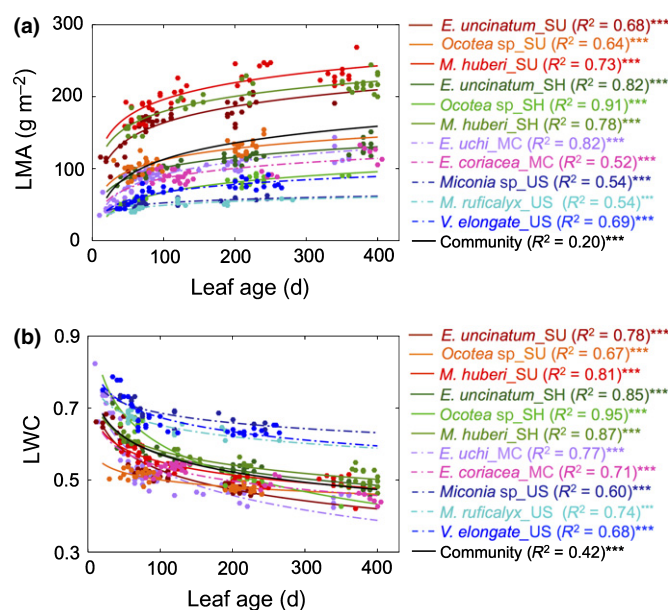 (a)
300
200
100
0
LMA (g m⁻²)
0 100 200 300 400
Leaf age (d)
E. uncinatum_SU (R² = 0.68)***
Ocotea sp_SU (R² = 0.64)***
M. huberi_SU (R² = 0.73)***
E. uncinatum_SH (R² = 0.82)***
Ocotea sp_SH (R² = 0.91)***
M. huberi_SH (R² = 0.78)***
E. uchi_MC (R² = 0.82)***
E. coriacea_MC (R² = 0.52)***
Miconia sp_US (R² = 0.54)***
M. ruficalyx_US (R² = 0.54)***
V. elongate_US (R² = 0.69)***
Community (R² = 0.20)***
(b)
0.9
0.7
0.5
0.3
LWC
0 100 200 300 400
Leaf age (d)
E. uncinatum_SU (R² = 0.78)***
Ocotea sp_SU (R² = 0.67)***
M. huberi_SU (R² = 0.81)***
E. uncinatum_SH (R² = 0.85)***
Ocotea sp_SH (R² = 0.95)***
M. huberi_SH (R² = 0.87)***
E. uchi_MC (R² = 0.77)***
E. coriacea_MC (R² = 0.71)***
Miconia sp_US (R² = 0.60)***
M. ruficalyx_US (R² = 0.74)***
V. elongate_US (R² = 0.68)***
Community (R² = 0.42)***